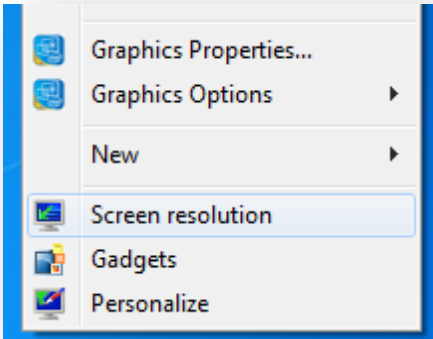 Graphics Properties...
Graphics Options
New
Screen resolution
Gadgets
Personalize